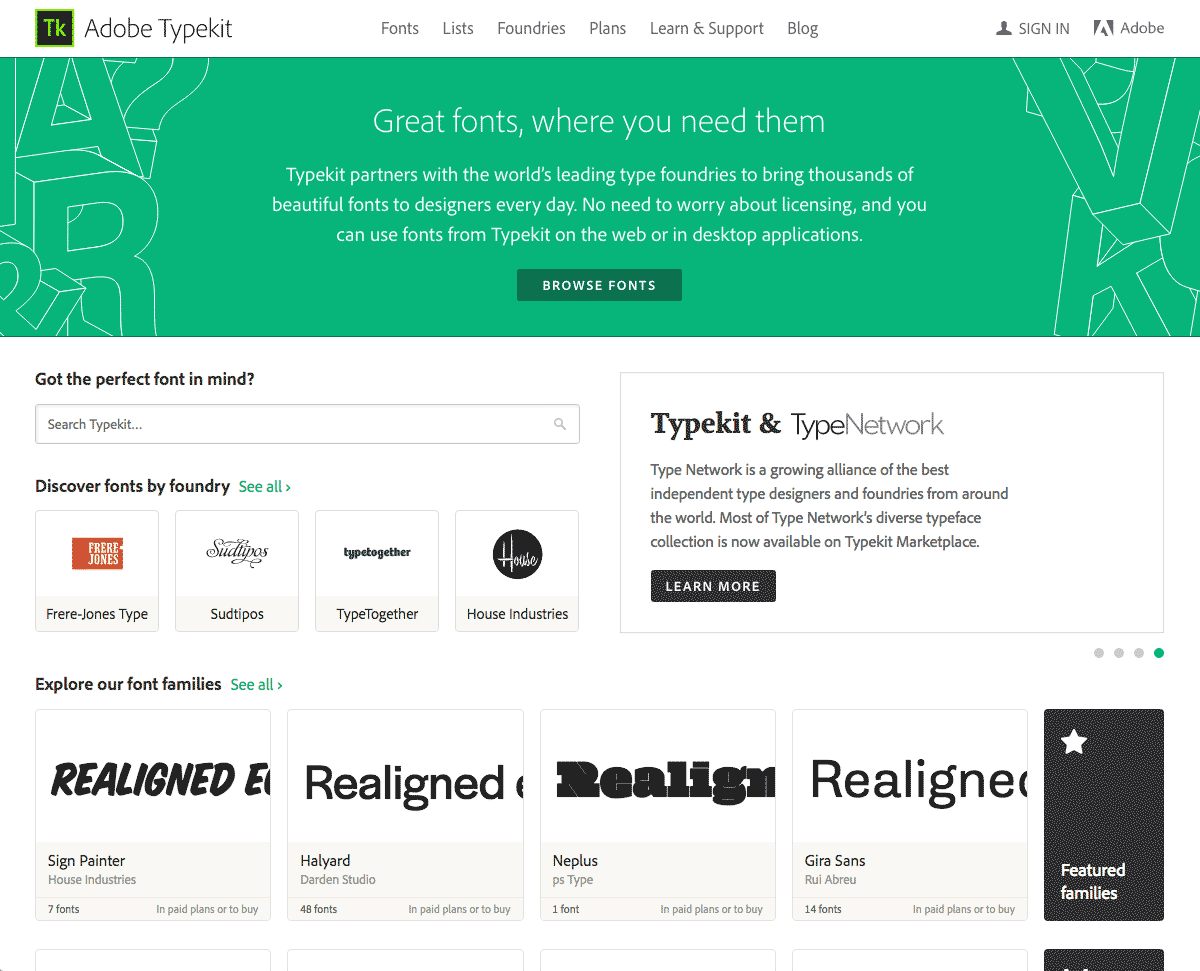 Tk Adobe Typekit Fonts Lists Foundries Plans Learn & Support Blog SIGN IN Adobe
Great fonts, where you need them
Typekit partners with the world’s leading type foundries to bring thousands of
beautiful fonts to designers every day. No need to worry about licensing, and you
can use fonts from Typekit on the web or in desktop applications.
BROWSE FONTS
Got the perfect font in mind?
Search Typekit...
Discover fonts by foundry See all ›
FRERE-
JONES
Sudtipos
typetogether
House
Frere-Jones Type
Sudtipos
TypeTogether
House Industries
Typekit & TypeNetwork
Type Network is a growing alliance of the best
independent type designers and foundries from around
the world. Most of Type Network’s diverse typeface
collection is now available on Typekit Marketplace.
LEARN MORE
Explore our font families See all ›
REALIGNED
Sign Painter
House Industries
7 fonts In paid plans or to buy
Realigned e
Halyard
Darden Studio
48 fonts In paid plans or to buy
Realign
Neplus
ps Type
1 font In paid plans or to buy
Realigned
Gira Sans
Rui Abreu
14 fonts In paid plans or to buy
Featured
families